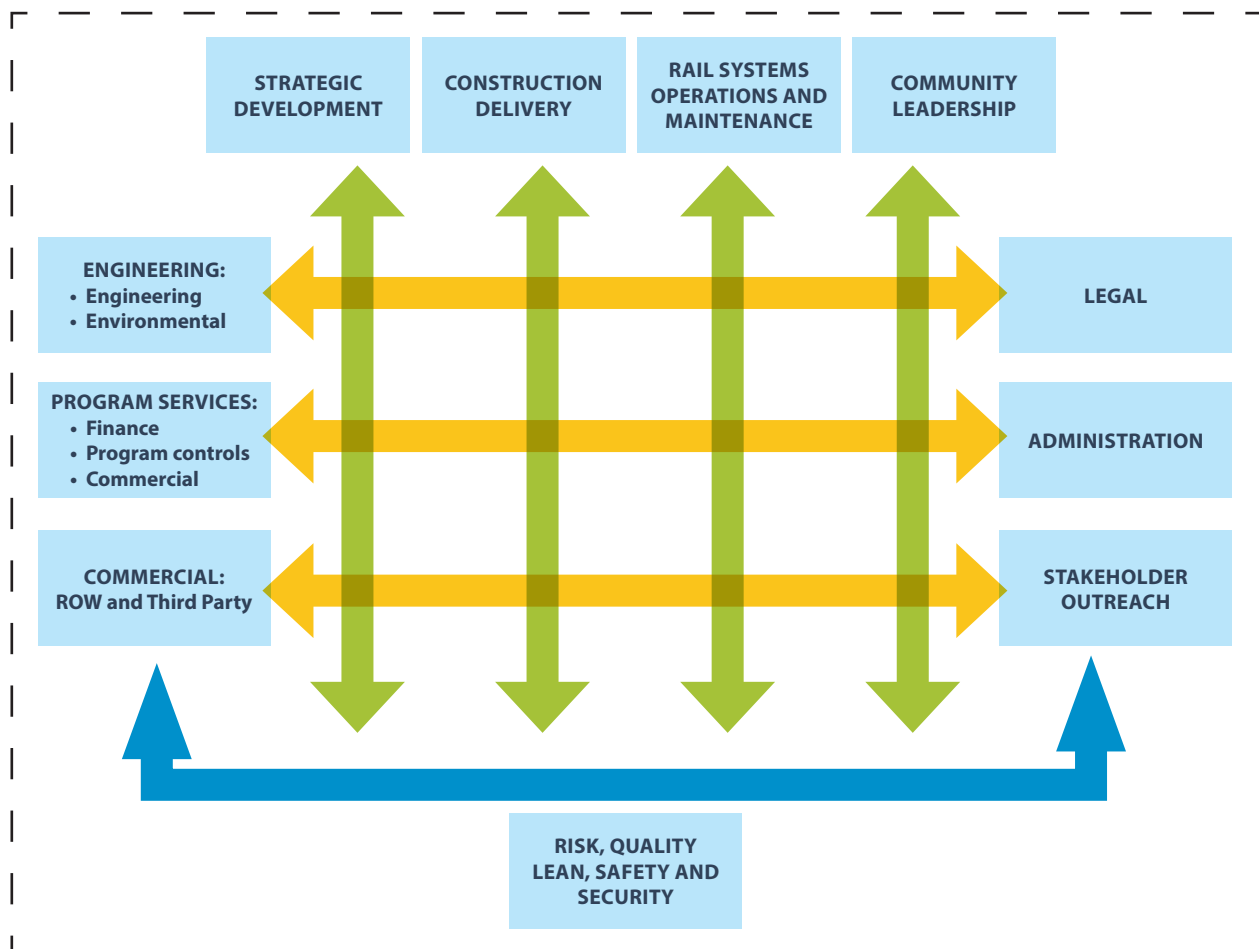 STRATEGIC
DEVELOPMENT
CONSTRUCTION
DELIVERY
RAIL SYSTEMS
OPERATIONS AND
MAINTENANCE
COMMUNITY
LEADERSHIP
ENGINEERING:
• Engineering
• Environmental
LEGAL
PROGRAM SERVICES:
• Finance
• Program controls
• Commercial
ADMINISTRATION
COMMERCIAL:
ROW and Third Party
STAKEHOLDER
OUTREACH
RISK, QUALITY
LEAN, SAFETY AND
SECURITY